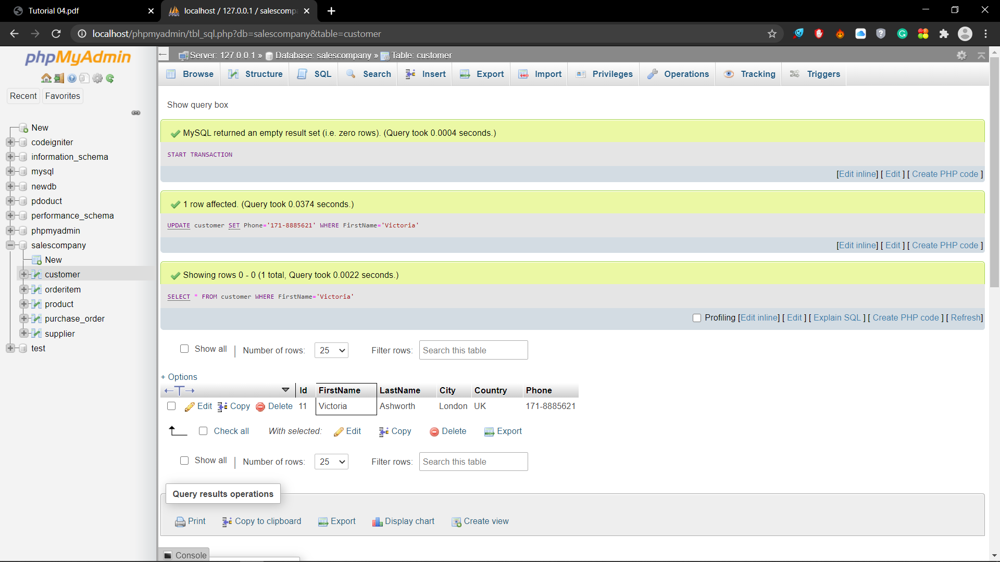 Tutorial 04.pdf
localhost / 127.0.0.1 / salescomp
localhost/phpmyadmin/tbl_sql.php?db=salescompany&table=customer
phpMyAdmin
Recent Favorites
New
codeigniter
information_schema
mysql
newdb
pdoduct
performance_schema
phpmyadmin
salescompany
New
customer
orderitem
product
purchase_order
supplier
test
Server: 127.0.0.1 » Database: salescompany » Table: customer
Browse Structure SQL Search Insert Export Import Privileges Operations Tracking Triggers
Show query box
MySQL returned an empty result set (i.e. zero rows). (Query took 0.0004 seconds.)
START TRANSACTION
[Edit inline] [ Edit ] [ Create PHP code ]
1 row affected. (Query took 0.0374 seconds.)
UPDATE customer SET Phone='171-8885621' WHERE FirstName='Victoria'
[Edit inline] [ Edit ] [ Create PHP code ]
Showing rows 0 - 0 (1 total, Query took 0.0022 seconds.)
SELECT * FROM customer WHERE FirstName='Victoria'
Profiling [Edit inline] [ Edit ] [ Explain SQL ] [ Create PHP code ] [ Refresh]
Show all | Number of rows: 25 Filter rows: Search this table
+ Options
←T→ Id FirstName LastName City Country Phone
Edit Copy Delete 11 Victoria Ashworth London UK 171-8885621
Check all With selected: Edit Copy Delete Export
Show all | Number of rows: 25 Filter rows: Search this table
Query results operations
Print Copy to clipboard Export Display chart Create view
Console